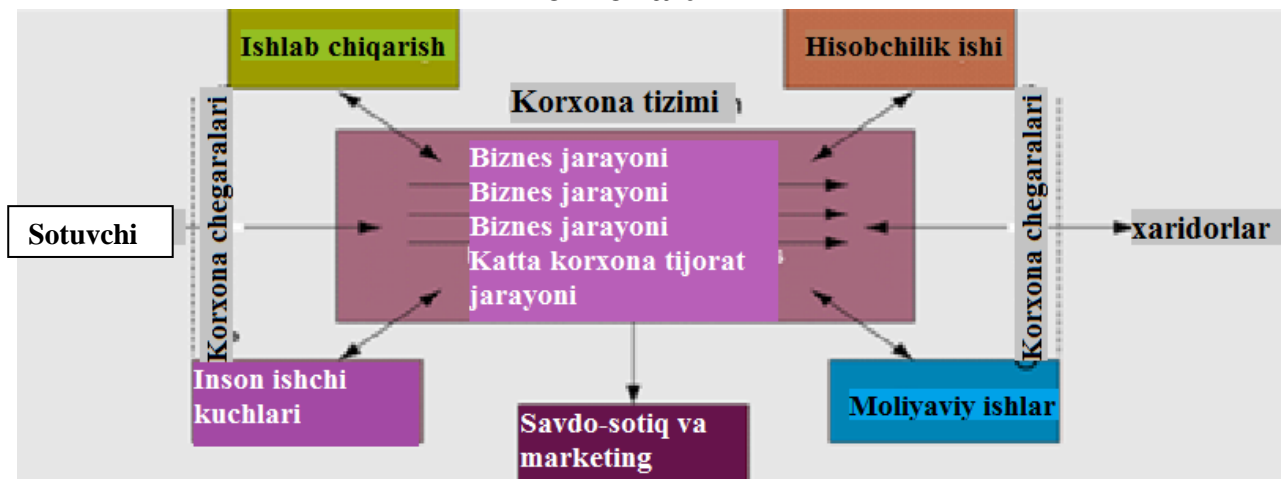 Ishlab chiqarish
Hisobchilik ishi
Korxona tizimi
Korxona chegaralari
Biznes jarayoni
Biznes jarayoni
Biznes jarayoni
Katta korxona tijorat
jarayoni
Korxona chegaralari
Sotuvchi
xaridorlar
Inson ishchi
kuchlari
Savdo-sotiq va
marketing
Moliyaviy ishlar